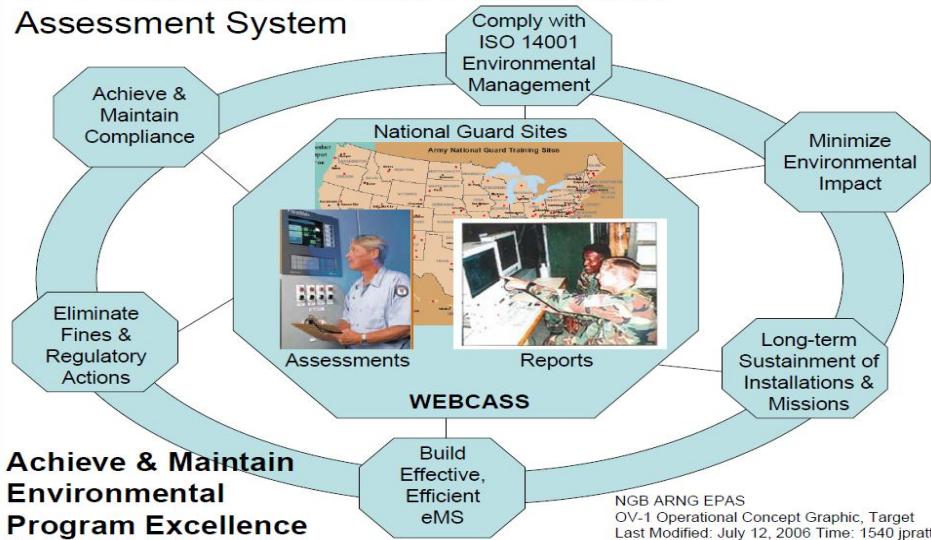 Assessment System
Comply with
ISO 14001
Environmental
Management
Achieve &
Maintain
Compliance
Minimize
Environmental
Impact
National Guard Sites
Army National Guard Training Sites
Eliminate
Fines &
Regulatory
Actions
Assessments
Reports
Long-term
Sustainment of
Installations &
Missions
WEBCASS
Build
Effective,
Efficient
eMS
Achieve & Maintain
Environmental
Program Excellence
NGB ARNG EPAS
OV-1 Operational Concept Graphic, Target
Last Modified: July 12, 2006 Time: 1540 jpratt